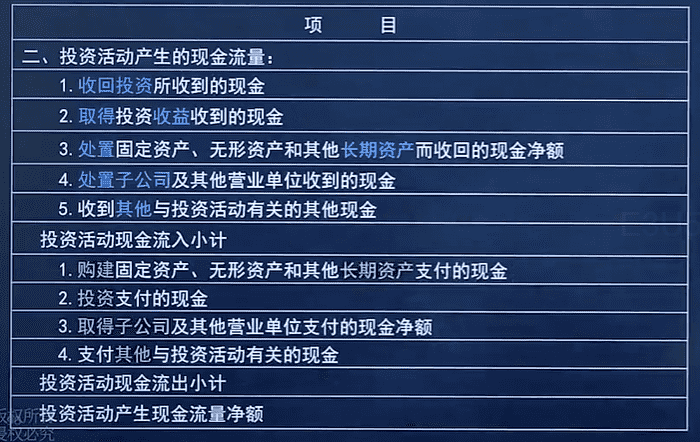 项 目
二、投资活动产生的现金流量：
1.收回投资所收到的现金
2.取得投资收益收到的现金
3.处置固定资产、无形资产和其他长期资产而收回的现金净额
4.处置子公司及其他营业单位收到的现金
5.收到其他与投资活动有关的其他现金
投资活动现金流入小计
1.购建固定资产、无形资产和其他长期资产支付的现金
2.投资支付的现金
3.取得子公司及其他营业单位支付的现金净额
4.支付其他与投资活动有关的现金
投资活动现金流出小计
投资活动产生现金流量净额
版权所
侵权必究